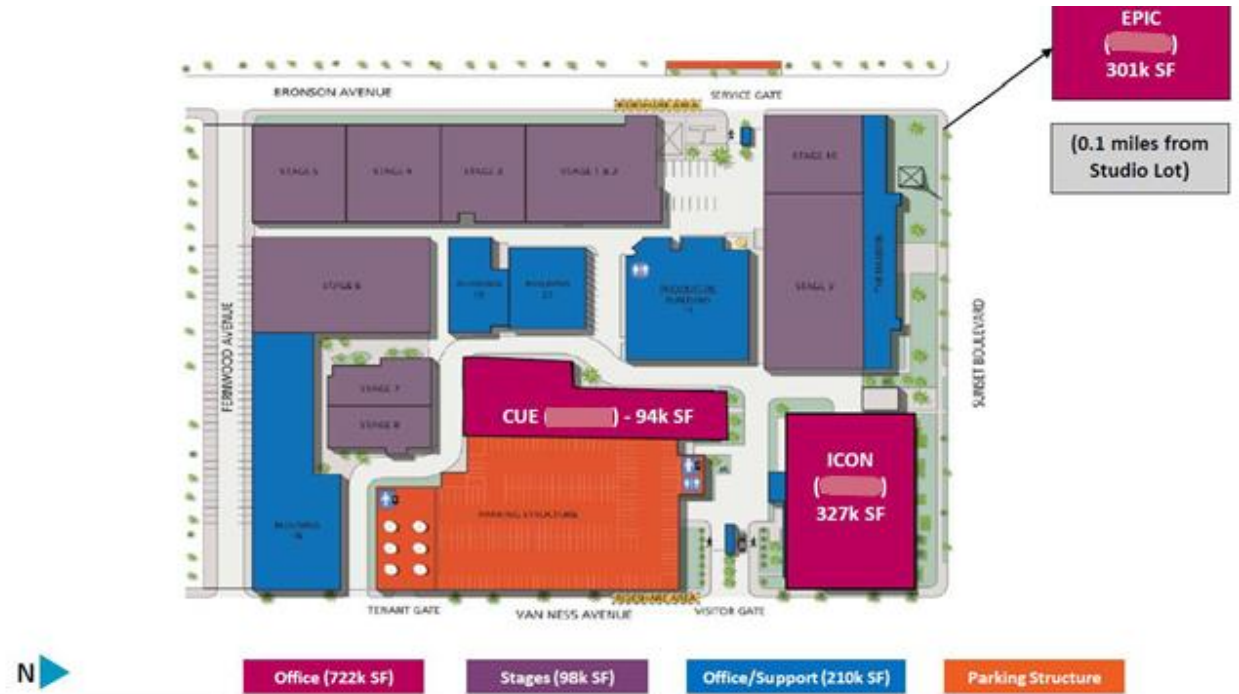 EPIC
(
)
301k SF
(0.1 miles from
Studio Lot)
BRONSON AVENUE
SERVICE GATE
STAGE 5
STAGE 4
STAGE 3
STAGE 1 & 2
STAGE 10
STAGE 6
STAGE 9
BUILDING
STAGE 7
STAGE 8
FERNWOOD AVENUE
SUNSET BOULEVARD
CUE ( ) - 94k SF
ICON
(
)
327k SF
PARKING STRUCTURE
BUILDING
TENANT GATE
VAN NESS AVENUE
VISITOR GATE
N
Office (722k SF)
Stages (98k SF)
Office/Support (210k SF)
Parking Structure